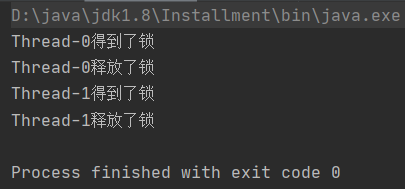 D:\java\jdk1.8\Installment\bin\java.exe
Thread-0得到了锁
Thread-0释放了锁
Thread-1得到了锁
Thread-1释放了锁
Process finished with exit code 0